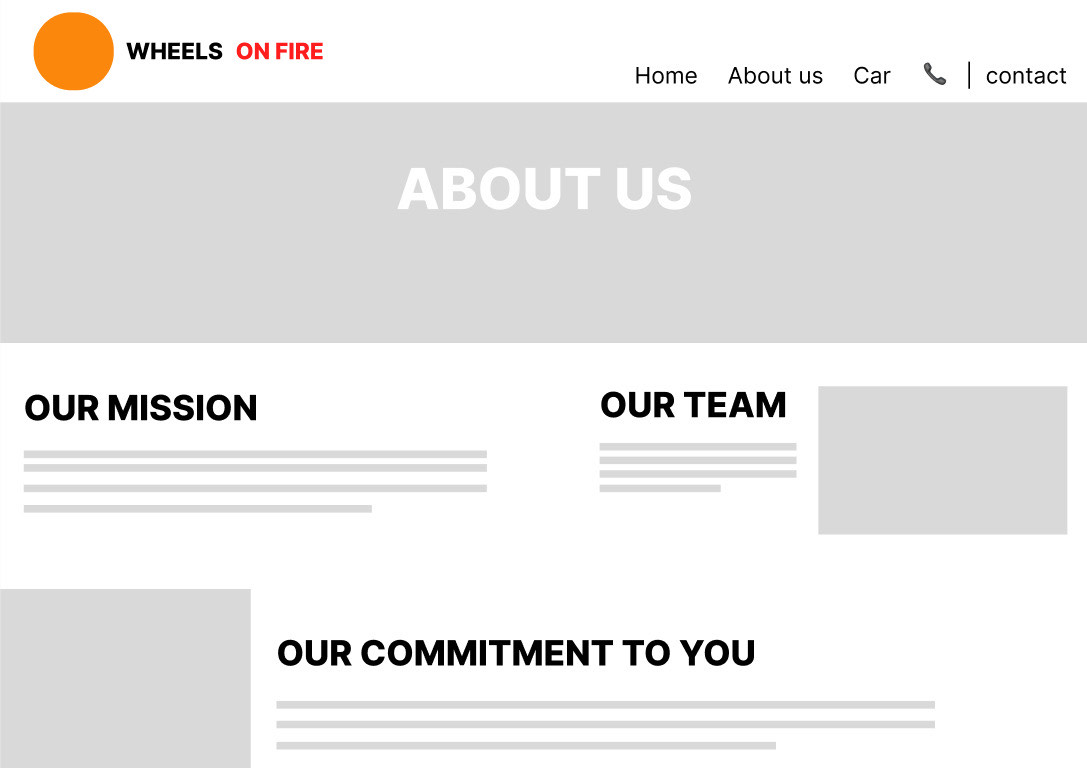 WHEELS ON FIRE
Home About us Car contact
ABOUT US
OUR MISSION
OUR TEAM
OUR COMMITMENT TO YOU